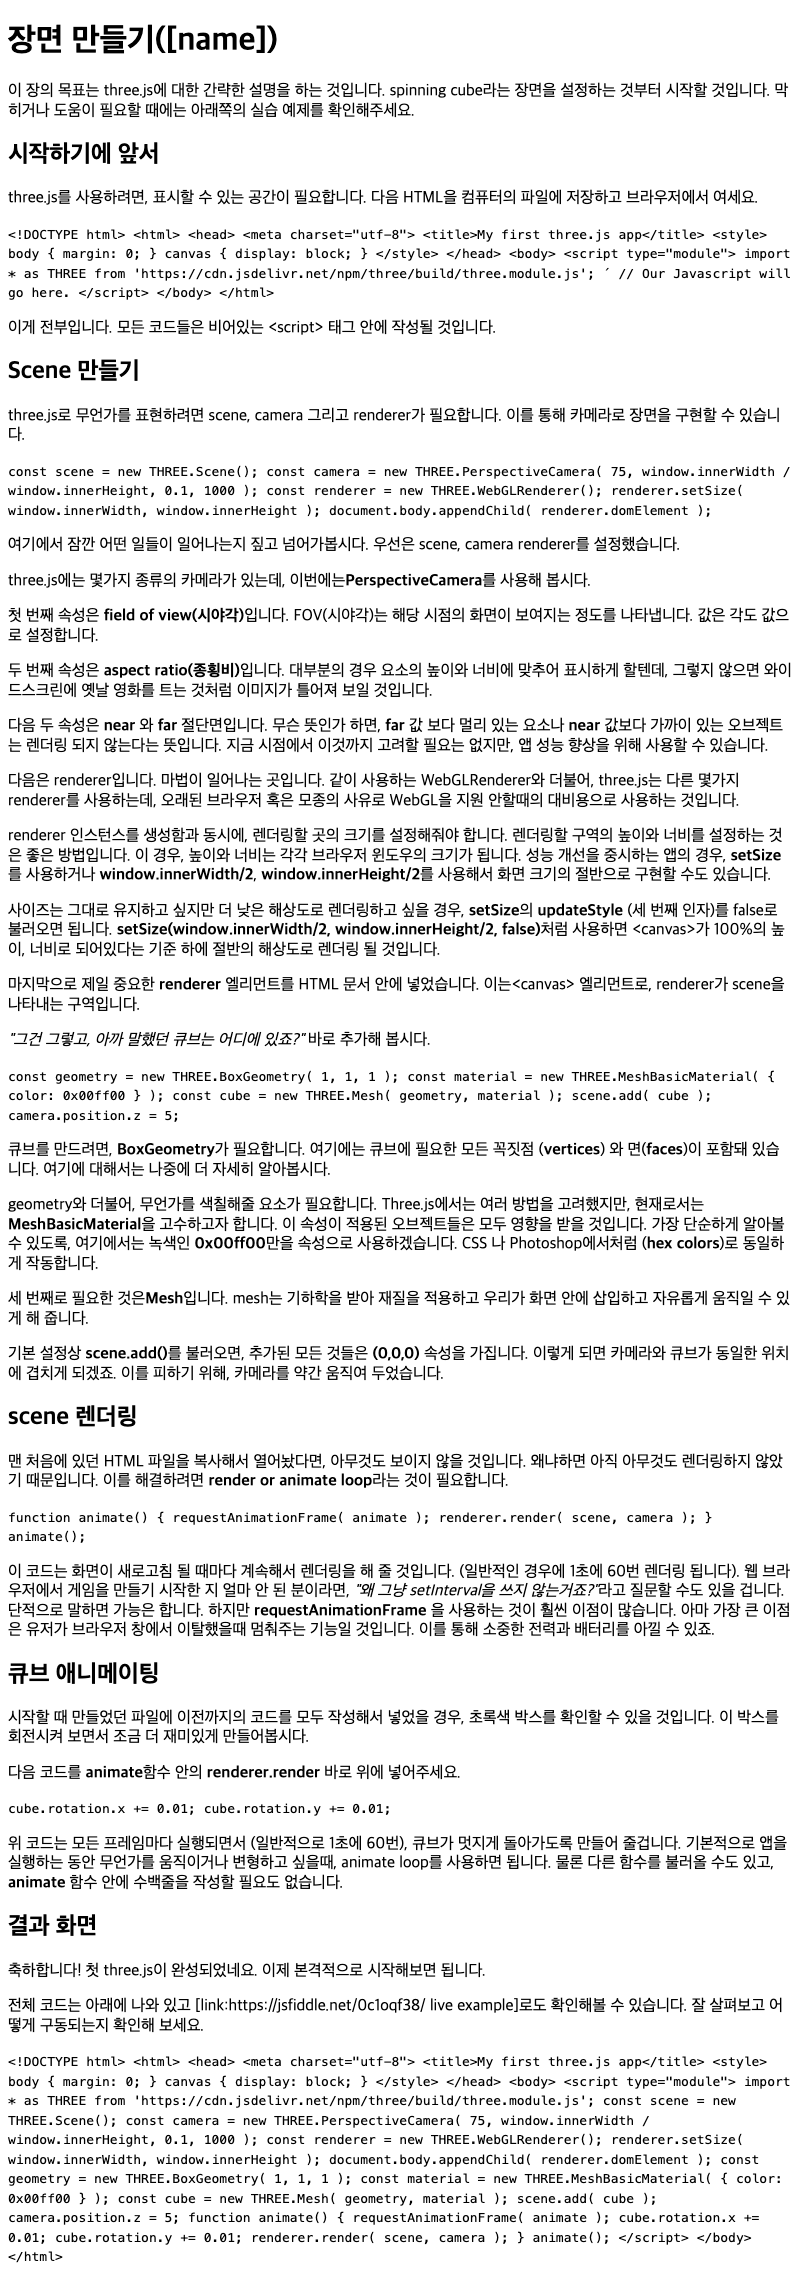 장면 만들기([name])
이 장의 목표는 three.js에 대한 간략한 설명을 하는 것입니다. spinning cube라는 장면을 설정하는 것부터 시작할 것입니다. 막
히거나 도움이 필요할 때에는 아래쪽의 실습 예제를 확인해주세요.
시작하기에 앞서
three.js를 사용하려면, 표시할 수 있는 공간이 필요합니다. 다음 HTML을 컴퓨터의 파일에 저장하고 브라우저에서 여세요.
<!DOCTYPE html> <html> <head> <meta charset="utf-8"> <title>My first three.js app</title> <style>
body { margin: 0; } canvas { display: block; } </style> </head> <body> <script type="module"> import
* as THREE from 'https://cdn.jsdelivr.net/npm/three/build/three.module.js'; ´ // Our Javascript will
go here. </script> </body> </html>
이게 전부입니다. 모든 코드들은 비어있는 <script> 태그 안에 작성될 것입니다.
Scene 만들기
three.js로 무언가를 표현하려면 scene, camera 그리고 renderer가 필요합니다. 이를 통해 카메라로 장면을 구현할 수 있습니
다.
const scene = new THREE.Scene(); const camera = new THREE.PerspectiveCamera( 75, window.innerWidth /
window.innerHeight, 0.1, 1000 ); const renderer = new THREE.WebGLRenderer(); renderer.setSize(
window.innerWidth, window.innerHeight ); document.body.appendChild( renderer.domElement );
여기에서 잠깐 어떤 일들이 일어나는지 짚고 넘어가봅시다. 우선은 scene, camera renderer를 설정했습니다.
three.js에는 몇가지 종류의 카메라가 있는데, 이번에는PerspectiveCamera를 사용해 봅시다.
첫 번째 속성은 field of view(시야각)입니다. FOV(시야각)는 해당 시점의 화면이 보여지는 정도를 나타냅니다. 값은 각도 값으
로 설정합니다.
두 번째 속성은 aspect ratio(종횡비)입니다. 대부분의 경우 요소의 높이와 너비에 맞추어 표시하게 할텐데, 그렇지 않으면 와이
드스크린에 옛날 영화를 트는 것처럼 이미지가 틀어져 보일 것입니다.
다음 두 속성은 near 와 far 절단면입니다. 무슨 뜻인가 하면, far 값 보다 멀리 있는 요소나 near 값보다 가까이 있는 오브젝트
는 렌더링 되지 않는다는 뜻입니다. 지금 시점에서 이것까지 고려할 필요는 없지만, 앱 성능 향상을 위해 사용할 수 있습니다.
다음은 renderer입니다. 마법이 일어나는 곳입니다. 같이 사용하는 WebGLRenderer와 더불어, three.js는 다른 몇가지
renderer를 사용하는데, 오래된 브라우저 혹은 모종의 사유로 WebGL을 지원 안할때의 대비용으로 사용하는 것입니다.
renderer 인스턴스를 생성함과 동시에, 렌더링할 곳의 크기를 설정해줘야 합니다. 렌더링할 구역의 높이와 너비를 설정하는 것
은 좋은 방법입니다. 이 경우, 높이와 너비는 각각 브라우저 윈도우의 크기가 됩니다. 성능 개선을 중시하는 앱의 경우, setSize
를 사용하거나 window.innerWidth/2, window.innerHeight/2를 사용해서 화면 크기의 절반으로 구현할 수도 있습니다.
사이즈는 그대로 유지하고 싶지만 더 낮은 해상도로 렌더링하고 싶을 경우, setSize의 updateStyle (세 번째 인자)를 false로
불러오면 됩니다. setSize(window.innerWidth/2, window.innerHeight/2, false)처럼 사용하면 <canvas>가 100%의 높
이, 너비로 되어있다는 기준 하에 절반의 해상도로 렌더링 될 것입니다.
마지막으로 제일 중요한 renderer 엘리먼트를 HTML 문서 안에 넣었습니다. 이는<canvas> 엘리먼트로, renderer가 scene을
나타내는 구역입니다.
"그건 그렇고, 아까 말했던 큐브는 어디에 있죠?" 바로 추가해 봅시다.
const geometry = new THREE.BoxGeometry( 1, 1, 1 ); const material = new THREE.MeshBasicMaterial( {
color: 0x00ff00 } ); const cube = new THREE.Mesh( geometry, material ); scene.add( cube );
camera.position.z = 5;
큐브를 만드려면, BoxGeometry가 필요합니다. 여기에는 큐브에 필요한 모든 꼭짓점 (vertices) 와 면(faces)이 포함돼 있습
니다. 여기에 대해서는 나중에 더 자세히 알아봅시다.
geometry와 더불어, 무언가를 색칠해줄 요소가 필요합니다. Three.js에서는 여러 방법을 고려했지만, 현재로서는
MeshBasicMaterial을 고수하고자 합니다. 이 속성이 적용된 오브젝트들은 모두 영향을 받을 것입니다. 가장 단순하게 알아볼
수 있도록, 여기에서는 녹색인 0x00ff00만을 속성으로 사용하겠습니다. CSS 나 Photoshop에서처럼 (hex colors)로 동일하
게 작동합니다.
세 번째로 필요한 것은Mesh입니다. mesh는 기하학을 받아 재질을 적용하고 우리가 화면 안에 삽입하고 자유롭게 움직일 수 있
게 해 줍니다.
기본 설정상 scene.add()를 불러오면, 추가된 모든 것들은 (0,0,0) 속성을 가집니다. 이렇게 되면 카메라와 큐브가 동일한 위치
에 겹치게 되겠죠. 이를 피하기 위해, 카메라를 약간 움직여 두었습니다.
scene 렌더링
맨 처음에 있던 HTML 파일을 복사해서 열어놨다면, 아무것도 보이지 않을 것입니다. 왜냐하면 아직 아무것도 렌더링하지 않았
기 때문입니다. 이를 해결하려면 render or animate loop라는 것이 필요합니다.
function animate() { requestAnimationFrame( animate ); renderer.render( scene, camera ); }
animate();
이 코드는 화면이 새로고침 될 때마다 계속해서 렌더링을 해 줄 것입니다. (일반적인 경우에 1초에 60번 렌더링 됩니다). 웹 브라
우저에서 게임을 만들기 시작한 지 얼마 안 된 분이라면, "왜 그냥 setInterval을 쓰지 않는거죠?"라고 질문할 수도 있을 겁니다.
단적으로 말하면 가능은 합니다. 하지만 requestAnimationFrame 을 사용하는 것이 훨씬 이점이 많습니다. 아마 가장 큰 이점
은 유저가 브라우저 창에서 이탈했을때 멈춰주는 기능일 것입니다. 이를 통해 소중한 전력과 배터리를 아낄 수 있죠.
큐브 애니메이팅
시작할 때 만들었던 파일에 이전까지의 코드를 모두 작성해서 넣었을 경우, 초록색 박스를 확인할 수 있을 것입니다. 이 박스를
회전시켜 보면서 조금 더 재미있게 만들어봅시다.
다음 코드를 animate함수 안의 renderer.render 바로 위에 넣어주세요.
cube.rotation.x += 0.01; cube.rotation.y += 0.01;
위 코드는 모든 프레임마다 실행되면서 (일반적으로 1초에 60번), 큐브가 멋지게 돌아가도록 만들어 줄겁니다. 기본적으로 앱을
실행하는 동안 무언가를 움직이거나 변형하고 싶을때, animate loop를 사용하면 됩니다. 물론 다른 함수를 불러올 수도 있고,
animate 함수 안에 수백줄을 작성할 필요도 없습니다.
결과 화면
축하합니다! 첫 three.js이 완성되었네요. 이제 본격적으로 시작해보면 됩니다.
전체 코드는 아래에 나와 있고 [link:https://jsfiddle.net/0c1oqf38/ live example]로도 확인해볼 수 있습니다. 잘 살펴보고 어
떻게 구동되는지 확인해 보세요.
<!DOCTYPE html> <html> <head> <meta charset="utf-8"> <title>My first three.js app</title> <style>
body { margin: 0; } canvas { display: block; } </style> </head> <body> <script type="module"> import
* as THREE from 'https://cdn.jsdelivr.net/npm/three/build/three.module.js'; const scene = new
THREE.Scene(); const camera = new THREE.PerspectiveCamera( 75, window.innerWidth /
window.innerHeight, 0.1, 1000 ); const renderer = new THREE.WebGLRenderer(); renderer.setSize(
window.innerWidth, window.innerHeight ); document.body.appendChild( renderer.domElement ); const
geometry = new THREE.BoxGeometry( 1, 1, 1 ); const material = new THREE.MeshBasicMaterial( { color:
0x00ff00 } ); const cube = new THREE.Mesh( geometry, material ); scene.add( cube );
camera.position.z = 5; function animate() { requestAnimationFrame( animate ); cube.rotation.x +=
0.01; cube.rotation.y += 0.01; renderer.render( scene, camera ); } animate(); </script> </body>
</html>